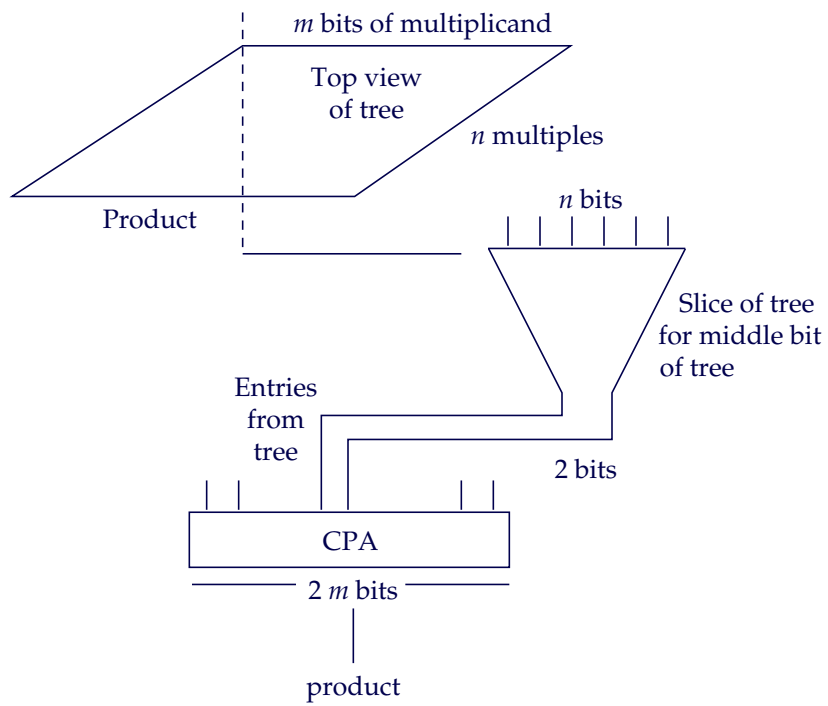 m bits of multiplicand
Top view
of tree
n multiples
Product
n bits
Slice of tree
for middle bit
of tree
Entries
from
tree
2 bits
CPA
2 m bits
product